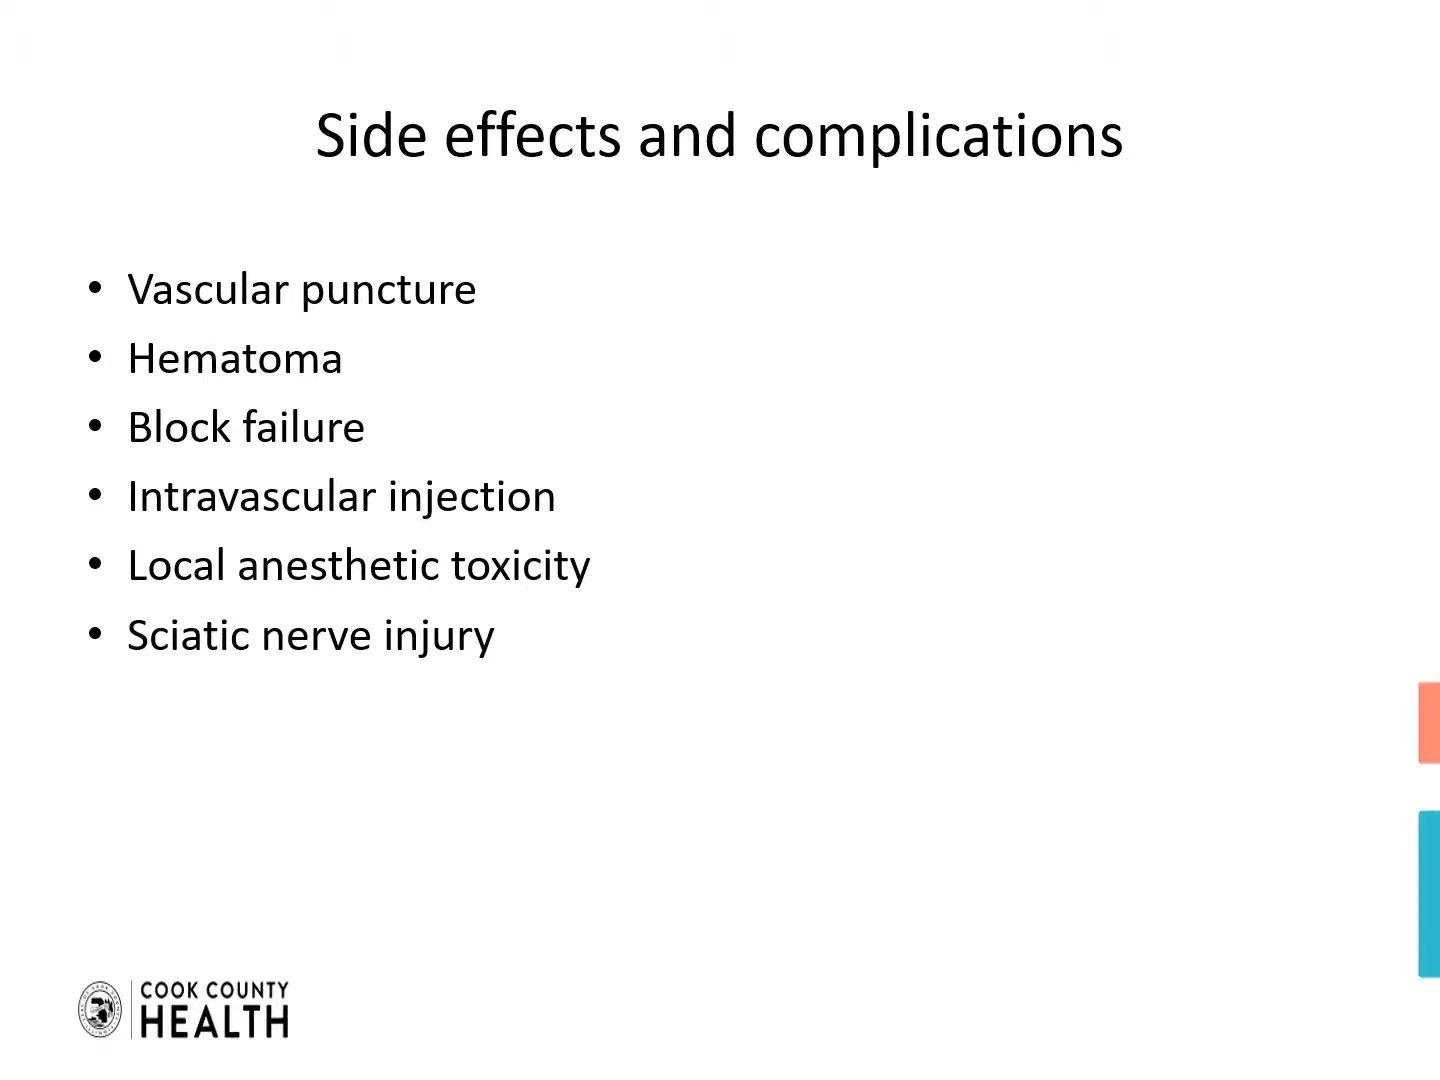 Side effects and complications
• Vascular puncture
• Hematoma
• Block failure
• Intravascular injection
• Local anesthetic toxicity
• Sciatic nerve injury
COOK COUNTY
HEALTH